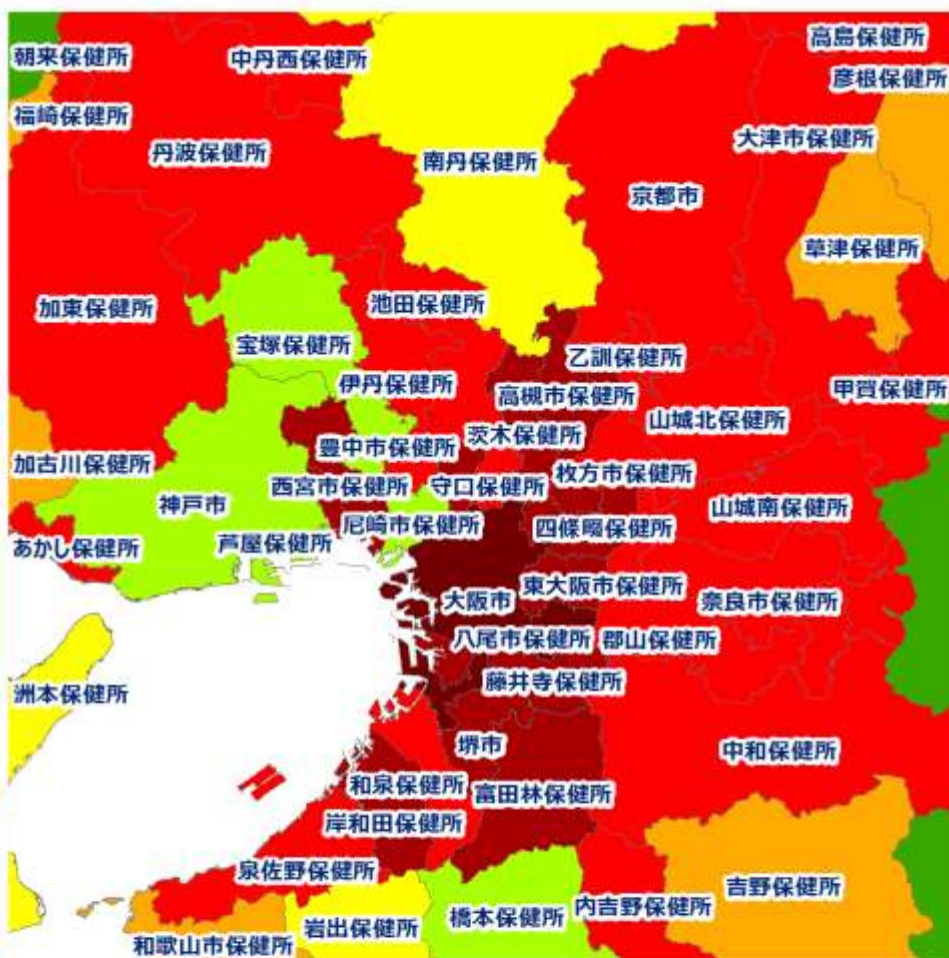 高島保健所
朝来保健所
中丹西保健所
彦根保健所
福崎保健所
大津市保健所
丹波保健所
南丹保健所
京都市
草津保健所
加東保健所
池田保健所
宝塚保健所
乙訓保健所
伊丹保健所
高槻市保健所
甲賀保健所
山城北保健所
豊中市保健所
茨木保健所
加古川保健所
枚方市保健所
西宮市保健所
守口保健所
神戸市
山城南保健所
尼崎市保健所
四條畷保健所
あかし保健所
芦屋保健所
東大阪市保健所
大阪市
奈良市保健所
八尾市保健所
郡山保健所
藤井寺保健所
洲本保健所
堺市
中和保健所
和泉保健所
富田林保健所
岸和田保健所
泉佐野保健所
吉野保健所
内吉野保健所
橋本保健所
岩出保健所
和歌山市保健所